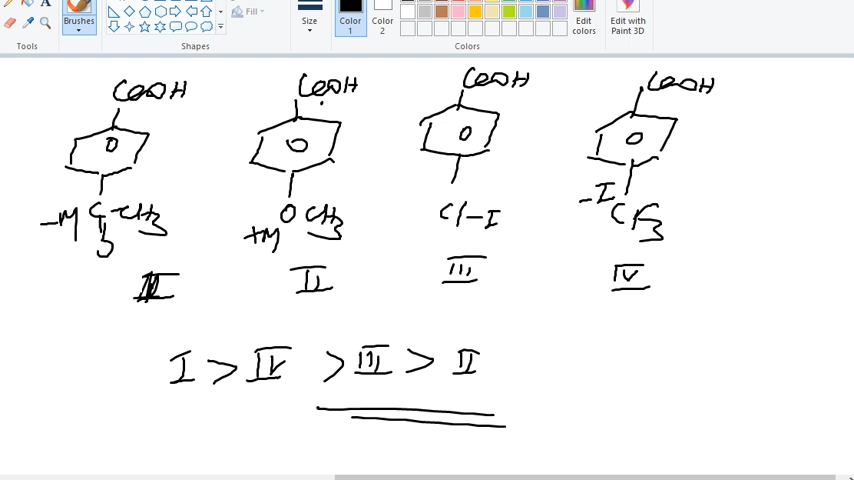 Brushes
Fill
Size
Color 1
Color 2
Edit colors
Edit with Paint 3D
Tools
Shapes
Colors
COOH COOH COOH COOH
-M C-CH3 +M OCH3 Cl -I -I CF3
3
II III IV
I > IV > III > II